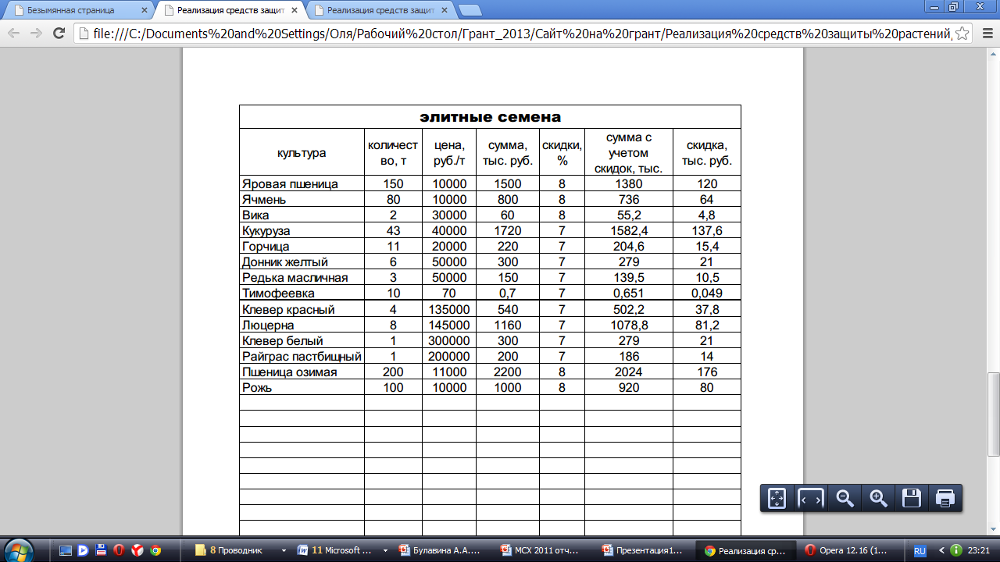 Безымянная страница
Реализация средств защит
Реализация средств защит
file:///C:/Documents%20and%20Settings/Оля/Рабочий%20стол/Грант_2013/Сайт%20на%20грант/Реализация%20средств%20защиты%20растений,
элитные семена
культура количест во, т цена, руб./т сумма, тыс. руб. скидки, % сумма с учетом скидок, тыс. скидка, тыс. руб.
Яровая пшеница 150 10000 1500 8 1380 120
Ячмень 80 10000 800 8 736 64
Вика 2 30000 60 8 55,2 4,8
Кукуруза 43 40000 1720 7 1582,4 137,6
Горчица 11 20000 220 7 204,6 15,4
Донник желтый 6 50000 300 7 279 21
Редька масличная 3 50000 150 7 139,5 10,5
Тимофеевка 10 70 0,7 7 0,651 0,049
Клевер красный 4 135000 540 7 502,2 37,8
Люцерна 8 145000 1160 7 1078,8 81,2
Клевер белый 1 300000 300 7 279 21
Райграс пастбищный 1 200000 200 7 186 14
Пшеница озимая 200 11000 2200 8 2024 176
Рожь 100 10000 1000 8 920 80
8 Проводник
11 Microsoft ...
Булавина А.А....
МСХ 2011 отч...
Презентация1...
Реализация ср...
Opera 12.16 (1...
RU
23:21